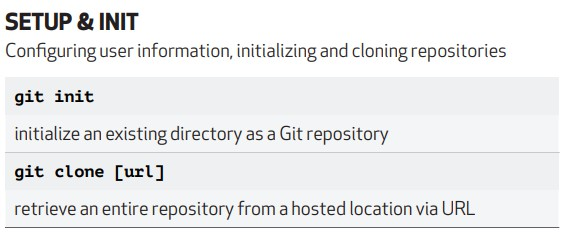 SETUP & INIT
Configuring user information, initializing and cloning repositories
git init
initialize an existing directory as a Git repository
git clone [url]
retrieve an entire repository from a hosted location via URL